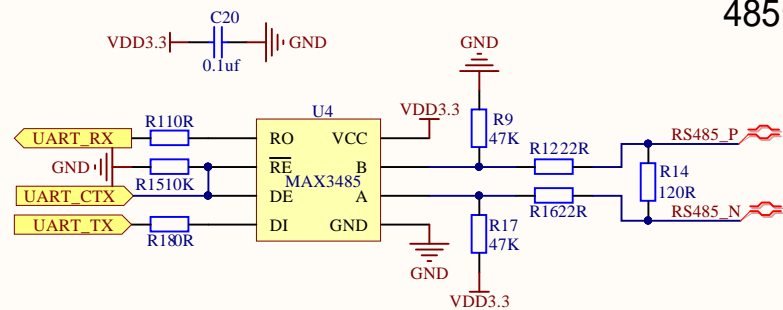 485
C20
VDD3.3
GND
0.1uf
GND
U4
VDD3.3
R9
47K
UART_RX
R110R
RO
VCC
R1222R
RS485_P
GND
RE
B
R1510K
MAX3485
R14
120R
UART_CTX
DE
A
R1622R
RS485_N
UART_TX
R180R
DI
GND
R17
47K
GND
VDD3.3